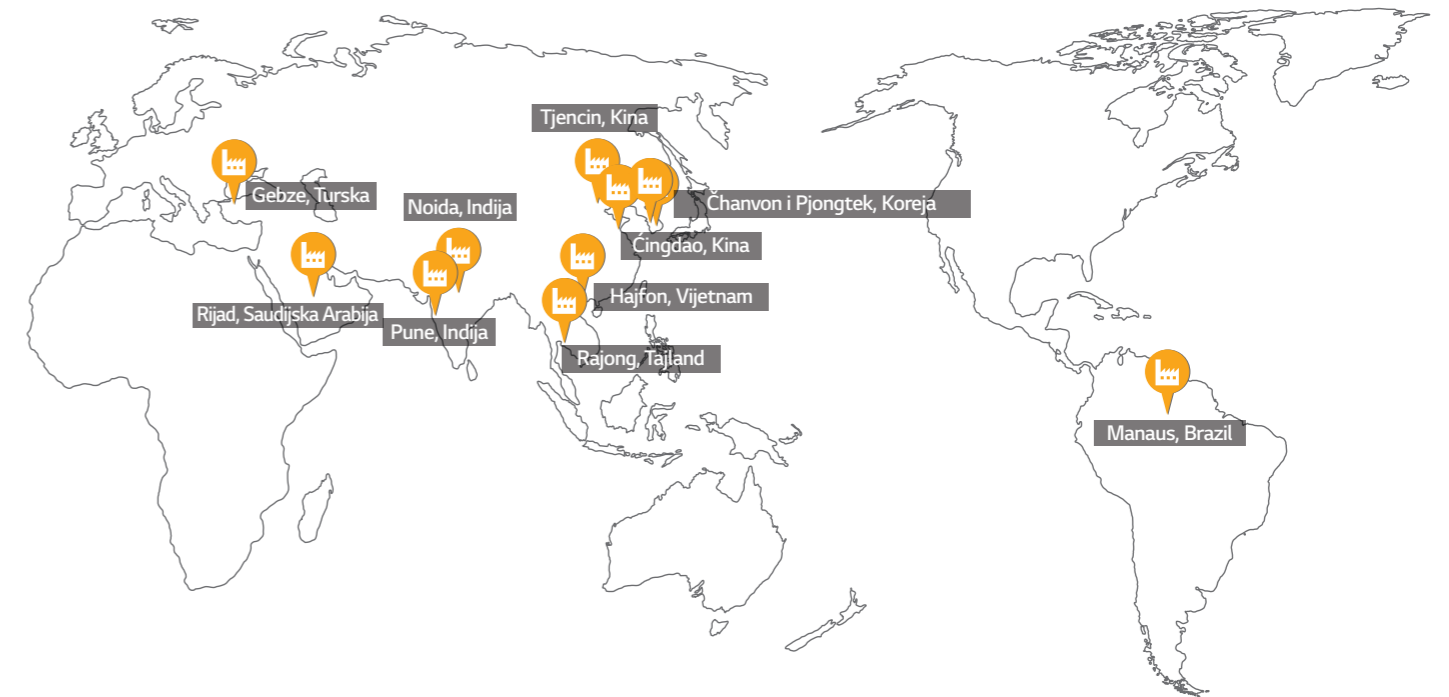 Tjencin, Kina
Gebze, Turska
Noida, Indija
Čhanvon i Pjongtek, Koreja
Ćingdao, Kina
Hajfon, Vijetnam
Rijad, Saudijska Arabija
Pune, Indija
Rajong, Tajland
Manaus, Brazil